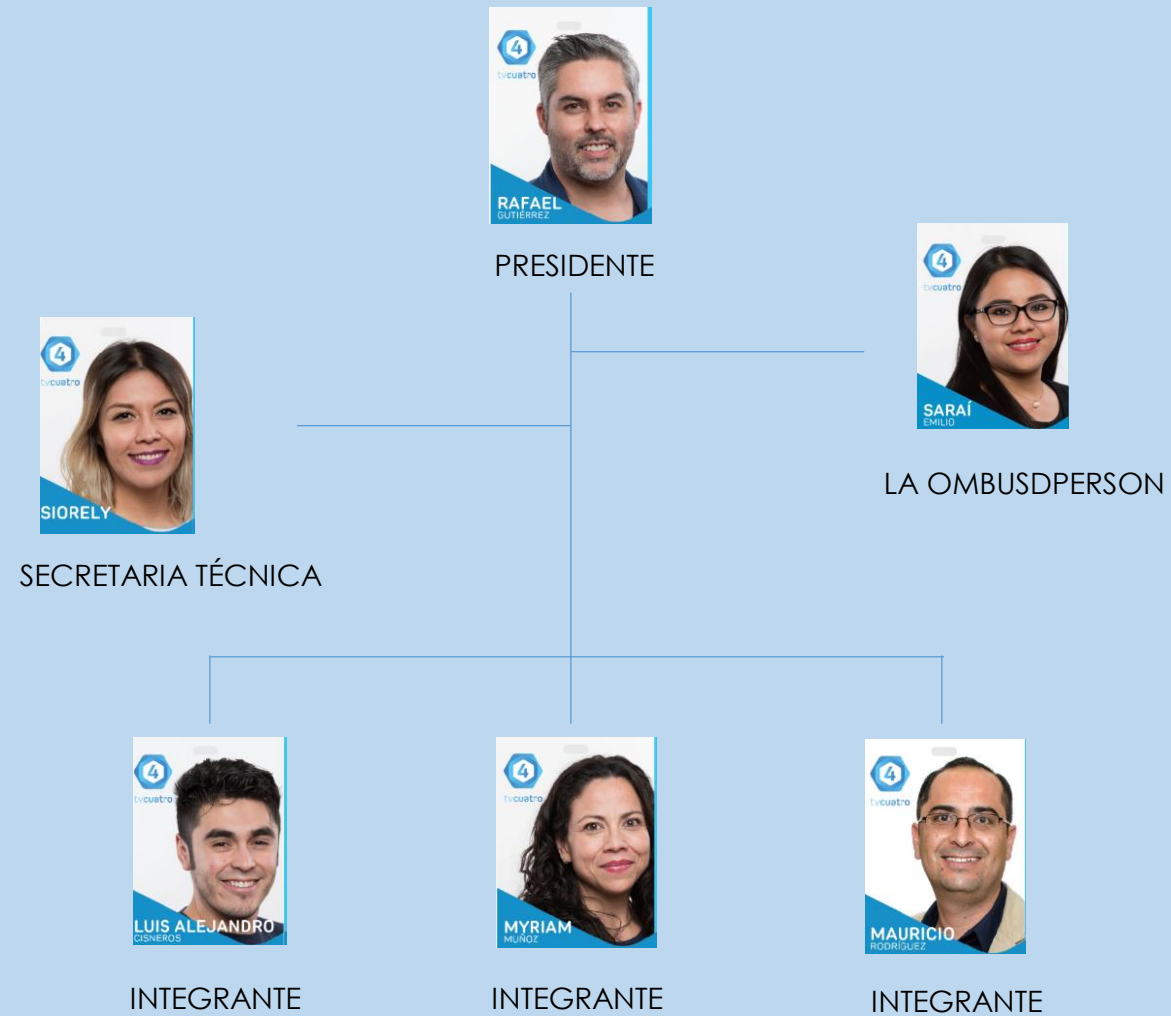 4
tvcuatro
RAFAEL
GUTIÉRREZ
PRESIDENTE
4
tvcuatro
SARAÍ
EMILIO
LA OMBUSDPERSON
4
tvcuatro
SIORELY
SECRETARIA TÉCNICA
4
tvcuatro
LUIS ALEJANDRO
CISNEROS
INTEGRANTE
4
tvcuatro
MYRIAM
MUÑOZ
INTEGRANTE
4
tvcuatro
MAURICIO
RODRÍGUEZ
INTEGRANTE